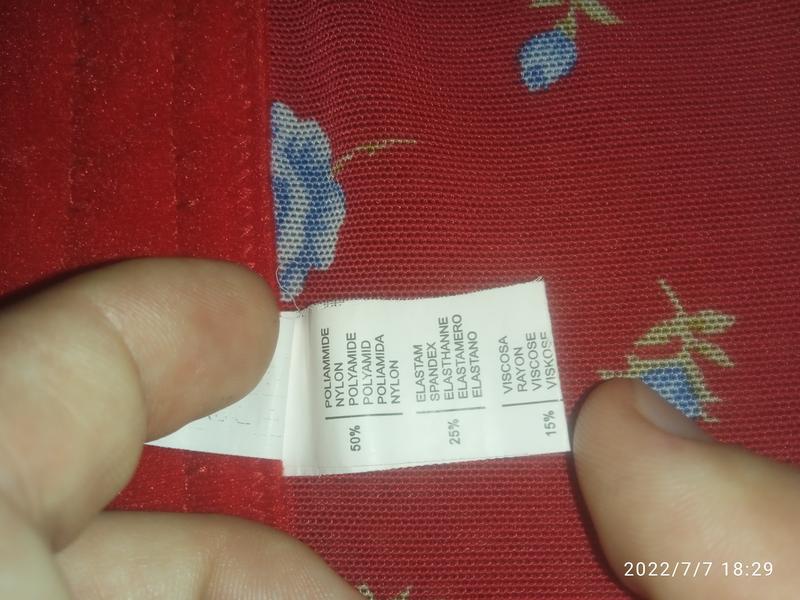 50%
POLIAMMIDE
NYLON
POLYAMIDE
POLYAMID
POLIAMIDA
NYLON
25%
ELASTAM
SPANDEX
ELASTHANNE
ELASTAMERO
ELASTANO
15%
VISCOSA
RAYON
VISCOSE
VISKOSE
2022/7/7 18:29